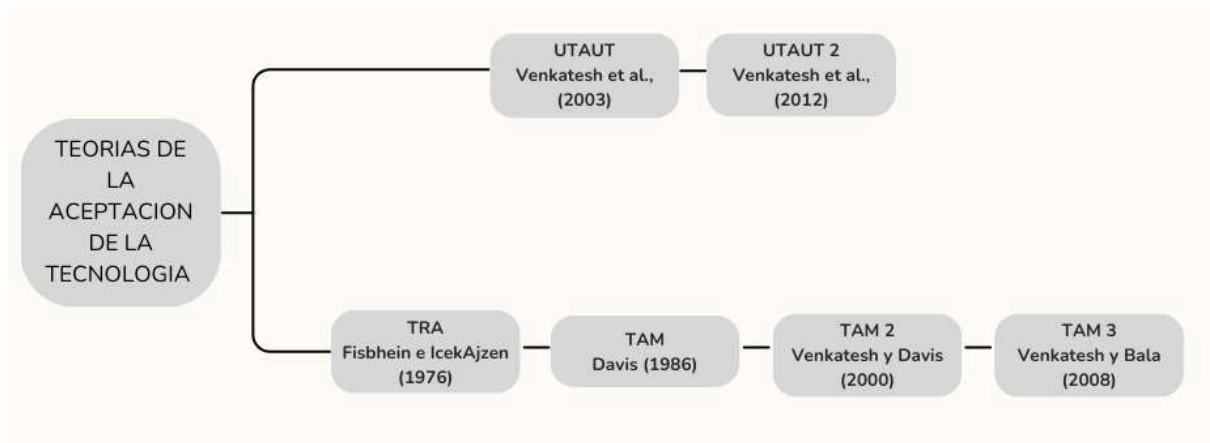 TEORIAS DE
LA
ACEPTACION
DE LA
TECNOLOGIA
UTAUT
Venkatesh et al.,
(2003)
UTAUT 2
Venkatesh et al.,
(2012)
TRA
Fisbhein e IcekAjzen
(1976)
TAM
Davis (1986)
TAM 2
Venkatesh y Davis
(2000)
TAM 3
Venkatesh y Bala
(2008)